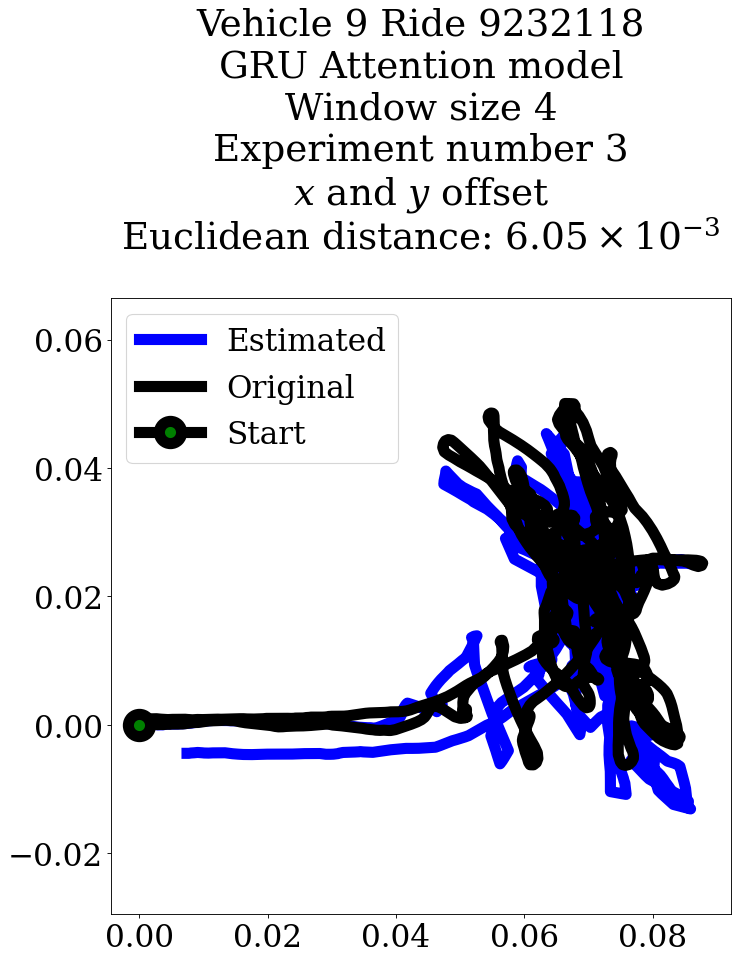 Vehicle 9 Ride 9232118
GRU Attention model
Window size 4
Experiment number 3
x and y offset
Euclidean distance: 6.05 × 10⁻³
Estimated
Original
Start
0.06
0.04
0.02
0.00
−0.02
0.00 0.02 0.04 0.06 0.08